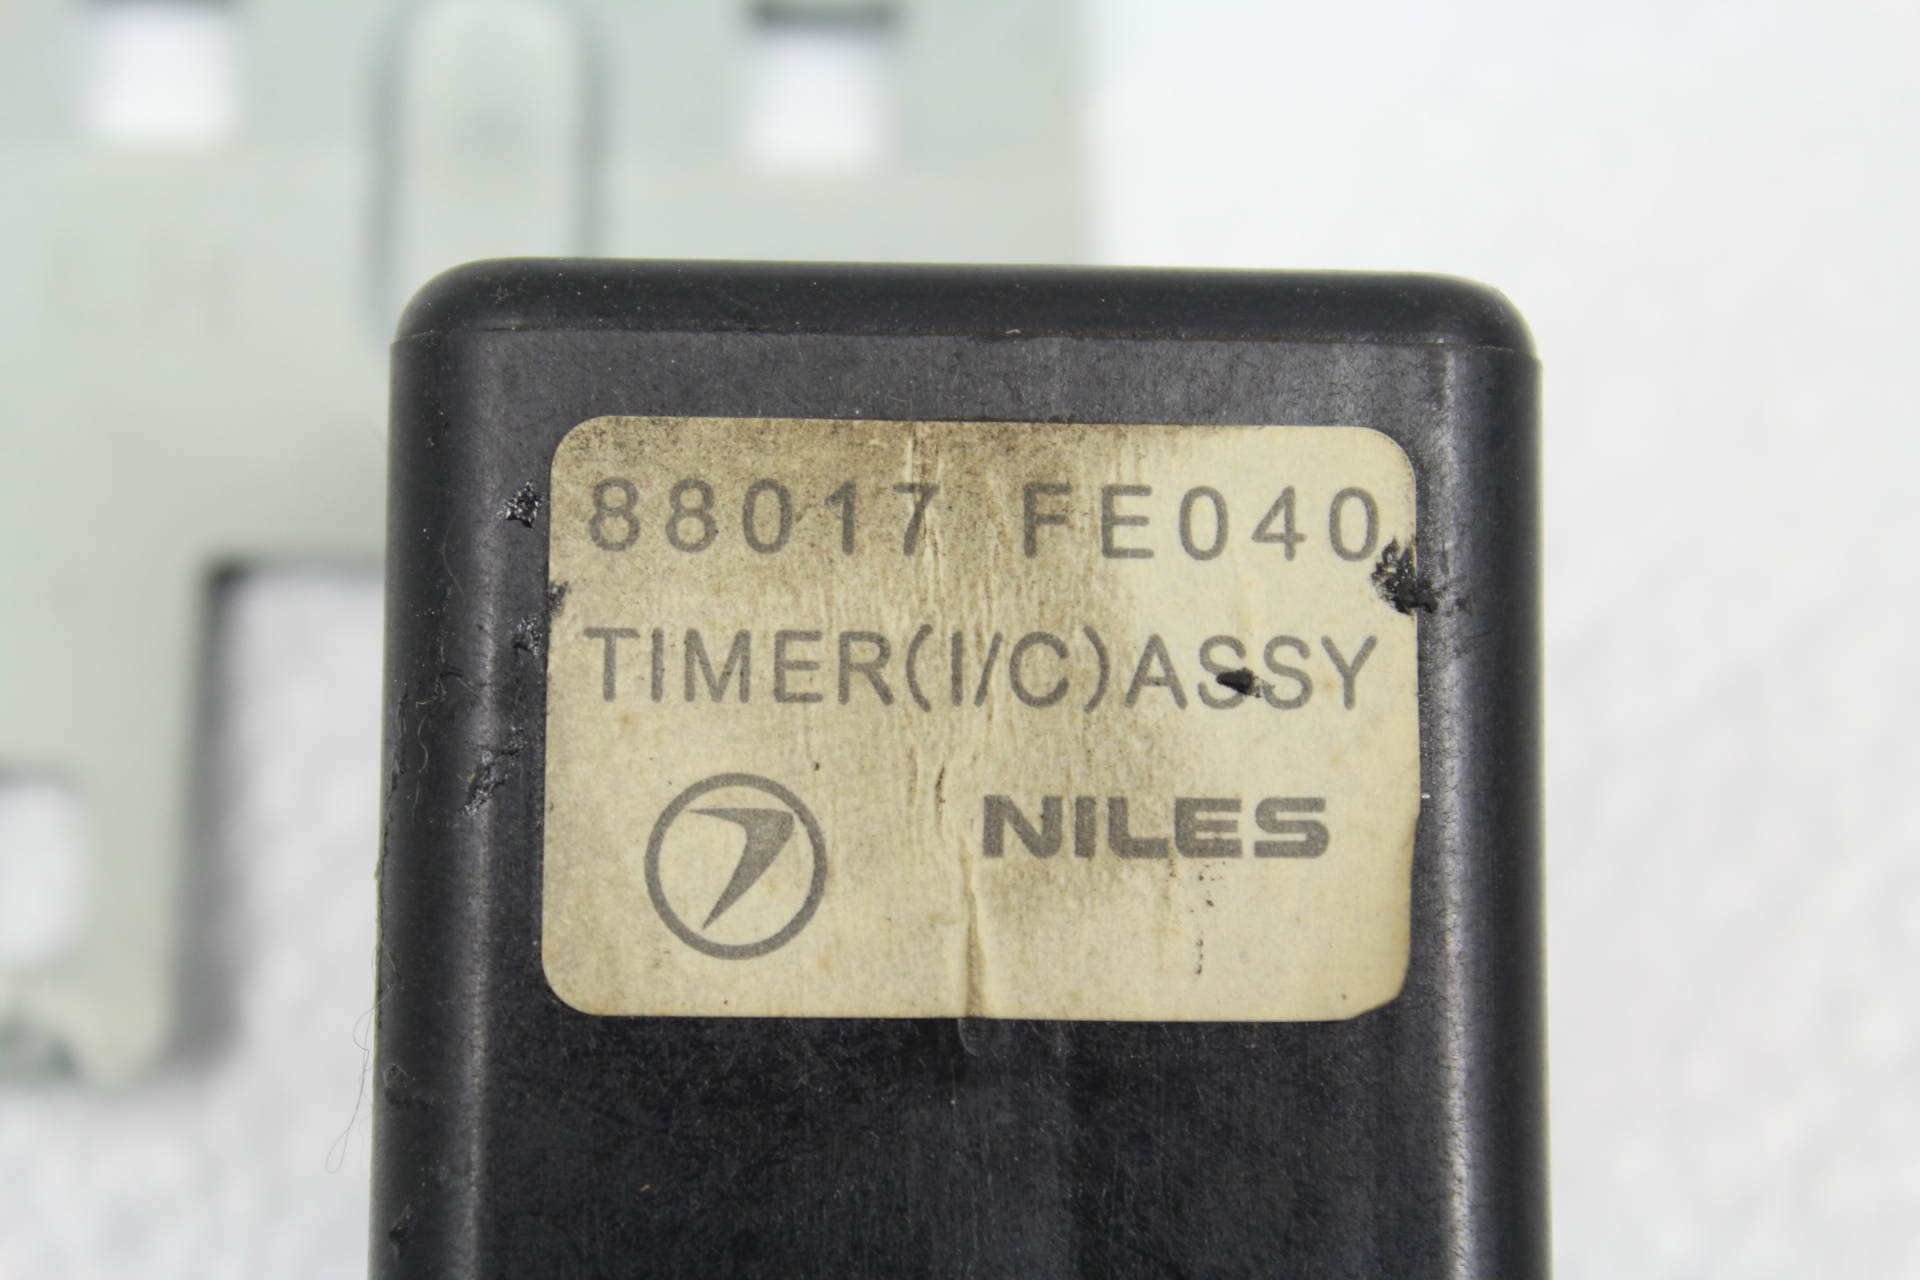 88017 FE040
TIMER(I/C)ASSY
NILES